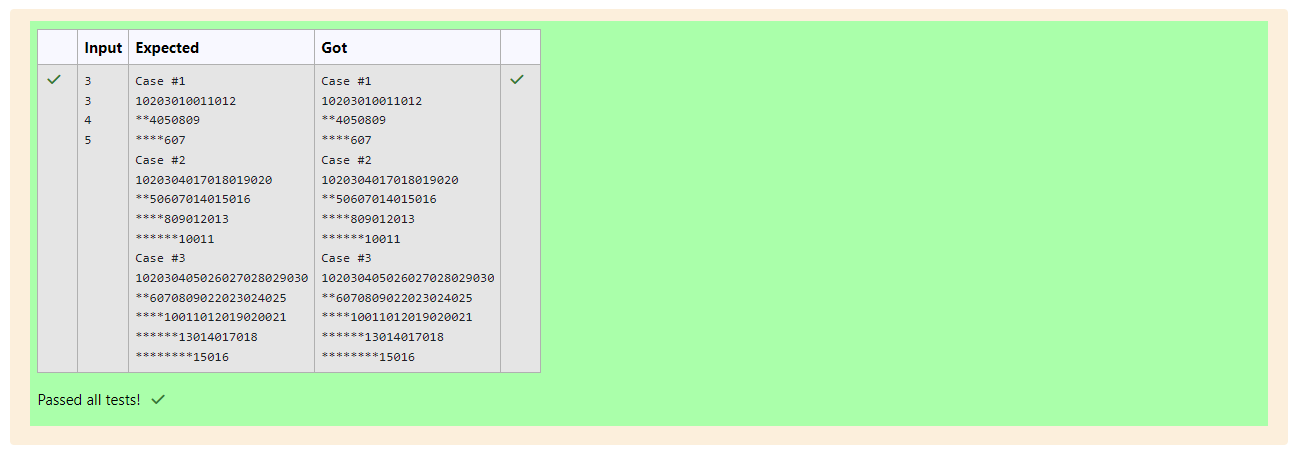 Input Expected Got
3 Case #1 Case #1
3 10203010011012 10203010011012
4 **4050809 **4050809
5 ****607 ****607
Case #2 Case #2
1020304017018019020 1020304017018019020
**50607014015016 **50607014015016
****809012013 ****809012013
******10011 ******10011
Case #3 Case #3
102030405026027028029030 102030405026027028029030
**6070809022023024025 **6070809022023024025
****10011012019020021 ****10011012019020021
******13014017018 ******13014017018
********15016 ********15016
Passed all tests!